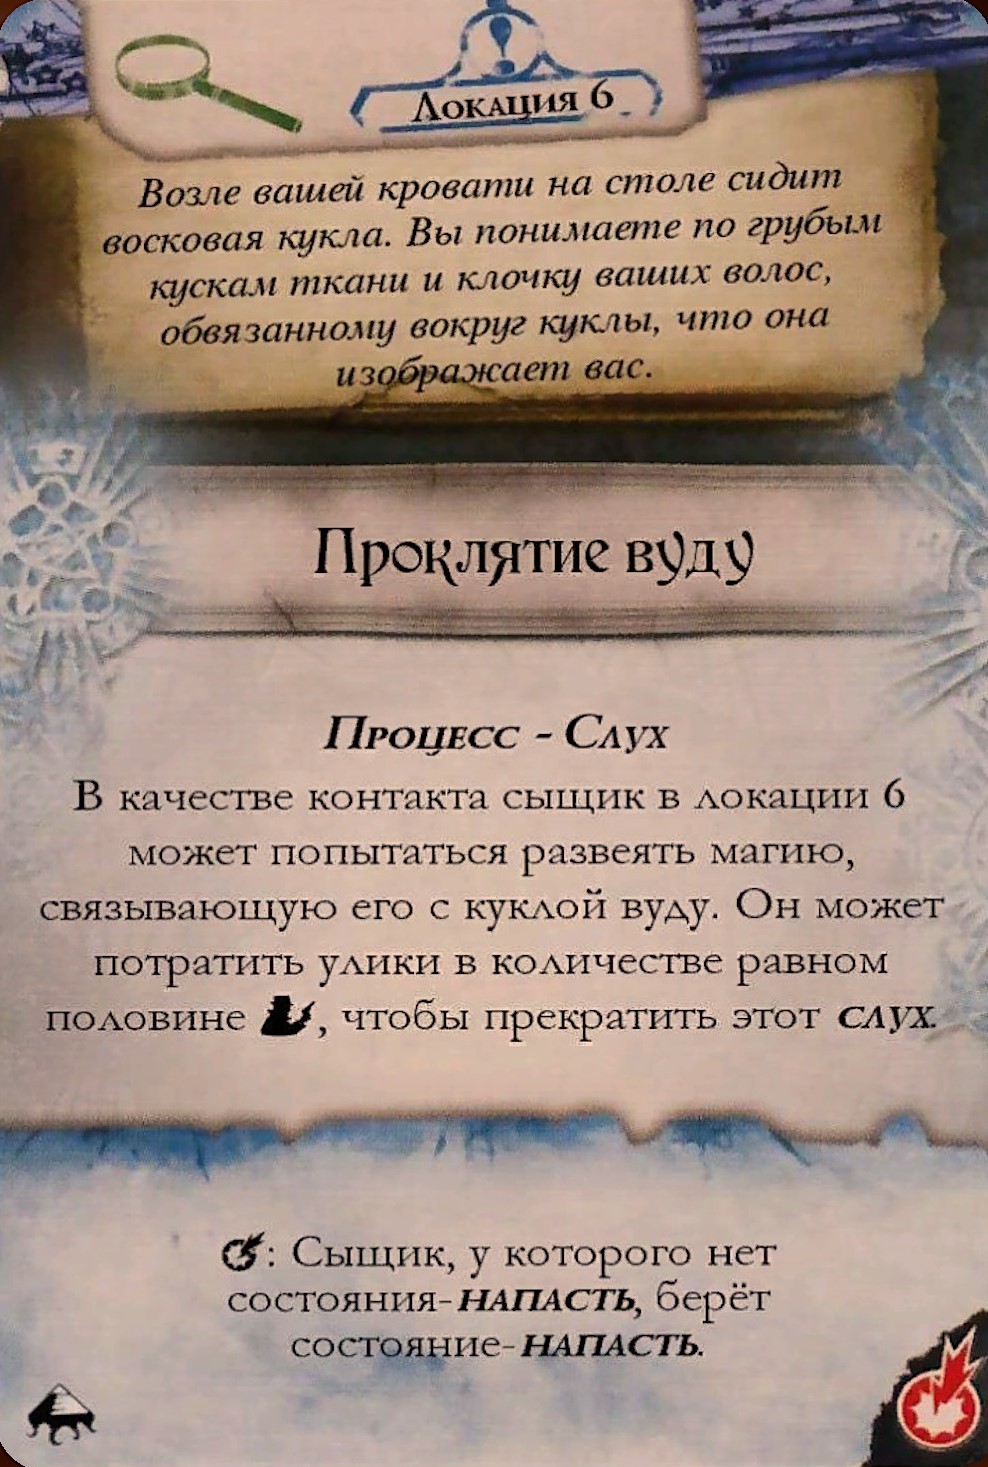 Локация 6
Возле вашей кровати на столе сидит
восковая кукла. Вы понимаете по грубым
кускам ткани и клочку ваших волос,
обвязанному вокруг куклы, что она
изображает вас.
Проклятие вуду
Процесс - Слух
В качестве контакта сыщик в локации 6
может попытаться развеять магию,
связывающую его с куклой вуду. Он может
потратить улики в количестве равном
половине , чтобы прекратить этот СЛУХ.
: Сыщик, у которого нет
состояния-НАПАСТЬ, берёт
состояние-НАПАСТЬ.